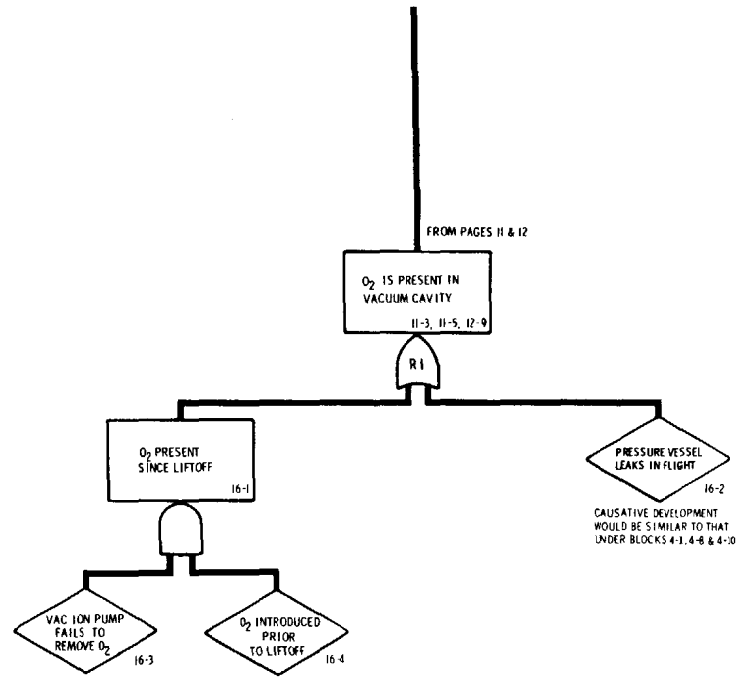 FROM PAGES 11 & 12
O2 IS PRESENT IN
VACUUM CAVITY
11-3, 11-5, 12-9
R1
O2 PRESENT
SINCE LIFTOFF
16-1
PRESSURE VESSEL
LEAKS IN FLIGHT
16-2
CAUSATIVE DEVELOPMENT
WOULD BE SIMILAR TO THAT
UNDER BLOCKS 4-1, 4-8 & 4-10
VAC ION PUMP
FAILS TO
REMOVE O2
16-3
O2 INTRODUCED
PRIOR
TO LIFTOFF
16-4